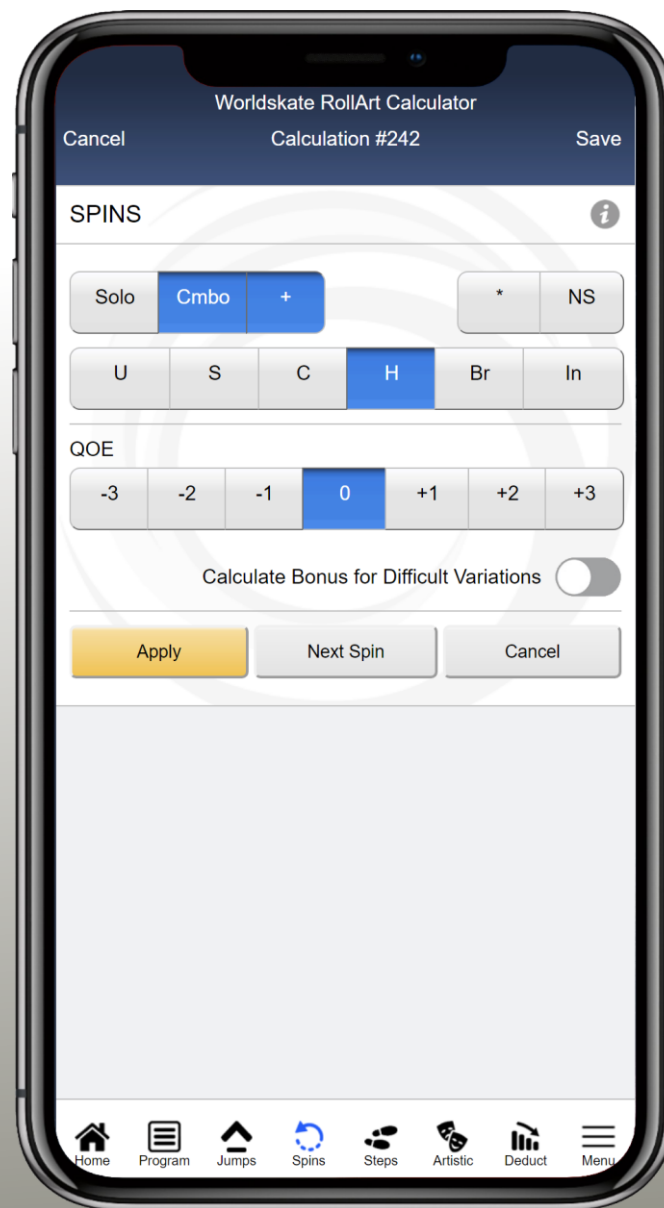 Worldskate RollArt Calculator
Cancel Calculation #242 Save
SPINS i
Solo Cmbo + * NS
U S C H Br In
QOE
-3 -2 -1 0 +1 +2 +3
Calculate Bonus for Difficult Variations
Apply Next Spin Cancel
Home Program Jumps Spins Steps Artistic Deduct Menu